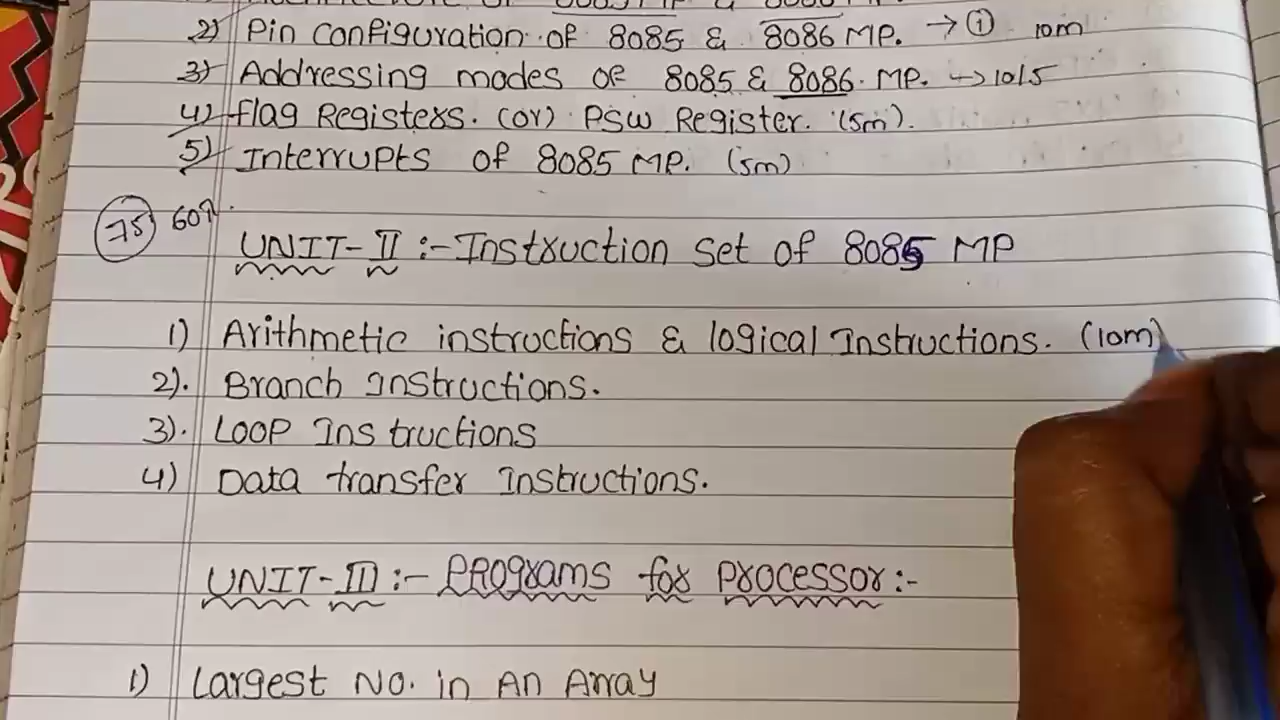 2) Pin configuration of 8085 & 8086 MP. → ① 10m
3) Addressing modes of 8085 & 8086. MP. → 10/5
4) Flag Registers. (or) PSW Register. (5m).
5) Interrupts of 8085 MP. (5m)
75 60%.
UNIT-II :- Instruction Set of 8085 MP
1) Arithmetic instructions & logical Instructions. (10m)
2). Branch Instructions.
3). Loop Instructions
4) Data transfer Instructions.
UNIT-III :- Programs for Processor :-
1) Largest No. in An Array